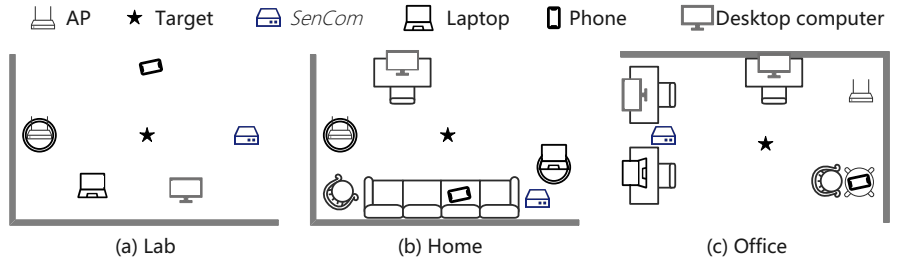 AP Target SenCom Laptop Phone Desktop computer
(a) Lab (b) Home (c) Office